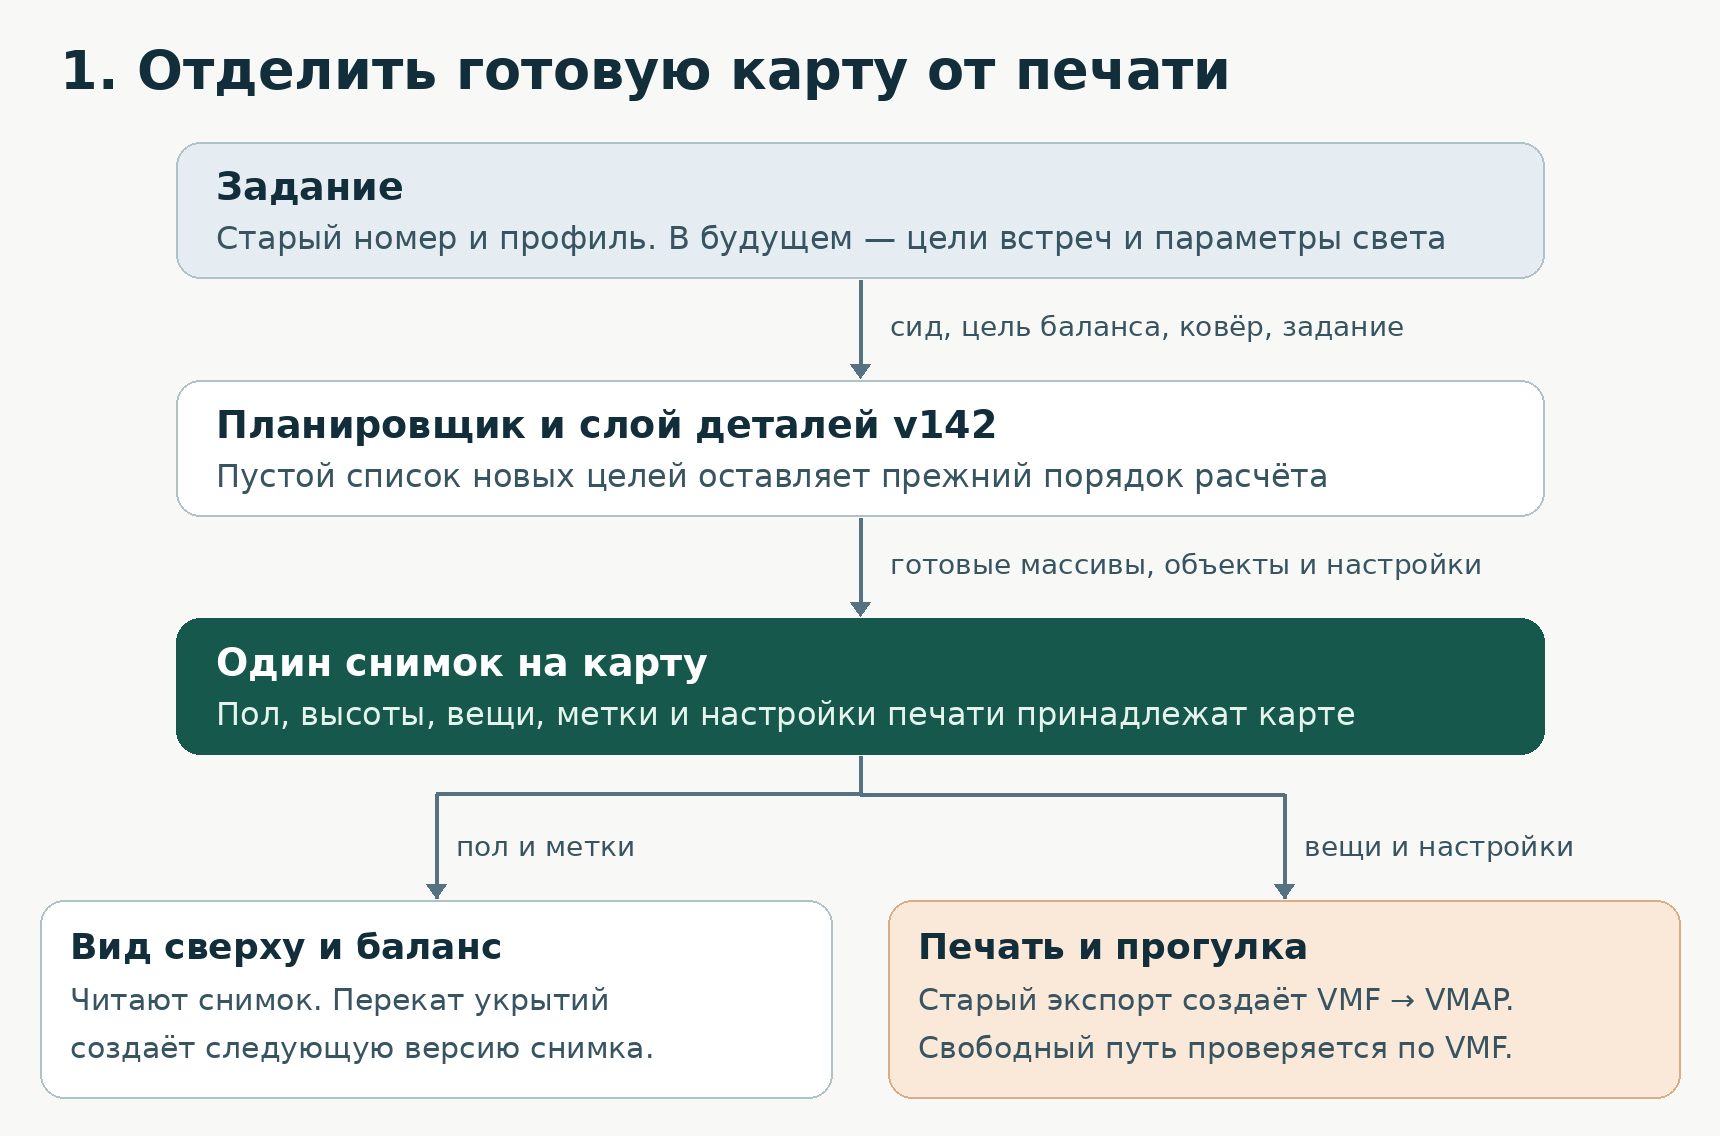 1. Отделить готовую карту от печати
Задание
Старый номер и профиль. В будущем — цели встреч и параметры света
сид, цель баланса, ковёр, задание
Планировщик и слой деталей v142
Пустой список новых целей оставляет прежний порядок расчёта
готовые массивы, объекты и настройки
Один снимок на карту
Пол, высоты, вещи, метки и настройки печати принадлежат карте
пол и метки
вещи и настройки
Вид сверху и баланс
Читают снимок. Перекат укрытий
создаёт следующую версию снимка.
Печать и прогулка
Старый экспорт создаёт VMF → VMAP.
Свободный путь проверяется по VMF.